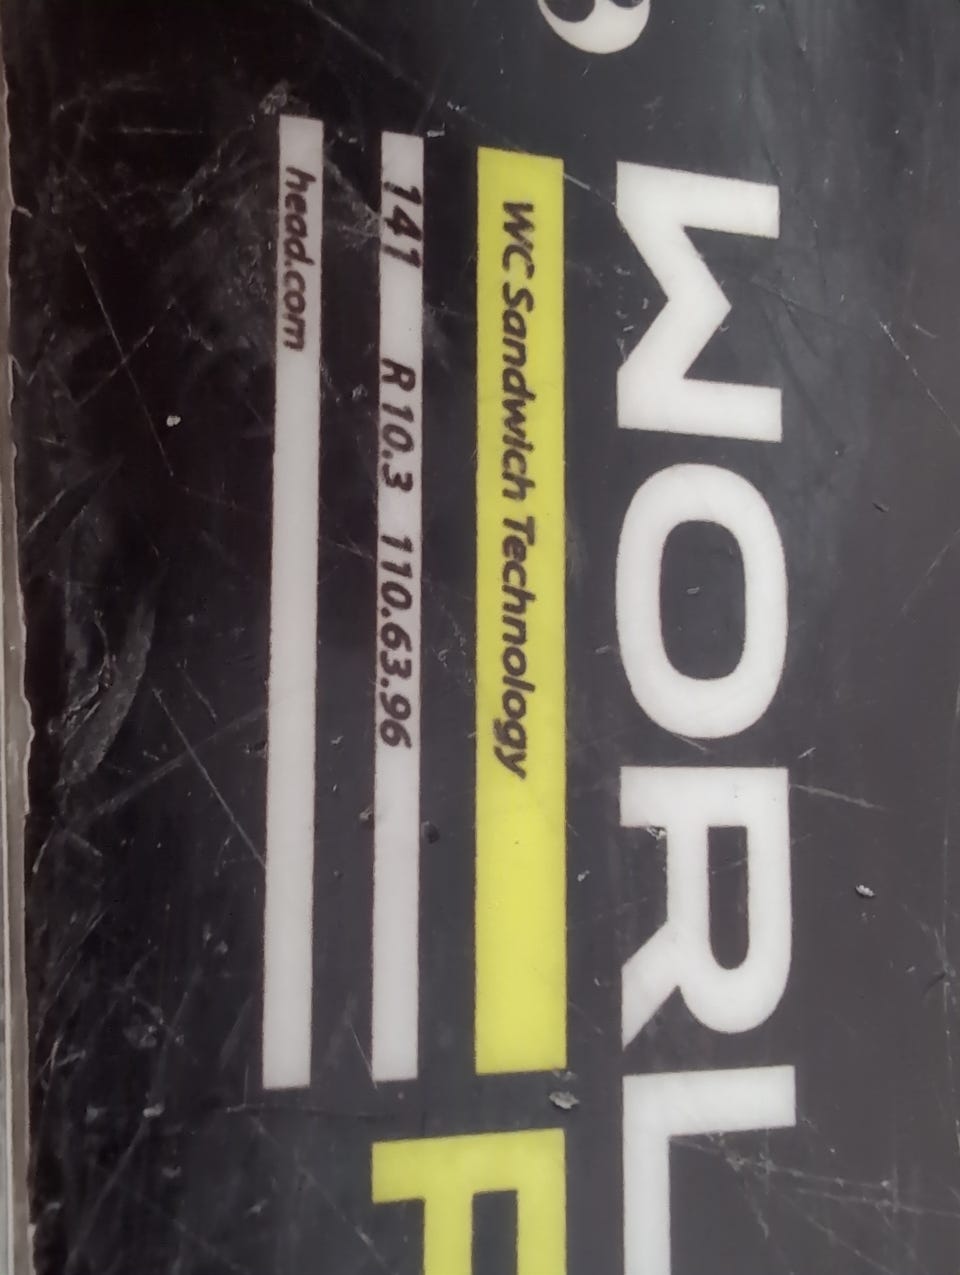 WORL
WC Sandwich Technology
141 R 10.3 110.63.96
head.com